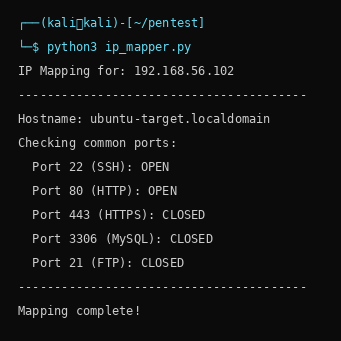 ┌──(kali㉿kali)-[~/pentest]
└─$ python3 ip_mapper.py
IP Mapping for: 192.168.56.102
----------------------------------------
Hostname: ubuntu-target.localdomain
Checking common ports:
  Port 22 (SSH): OPEN
  Port 80 (HTTP): OPEN
  Port 443 (HTTPS): CLOSED
  Port 3306 (MySQL): CLOSED
  Port 21 (FTP): CLOSED
----------------------------------------
Mapping complete!